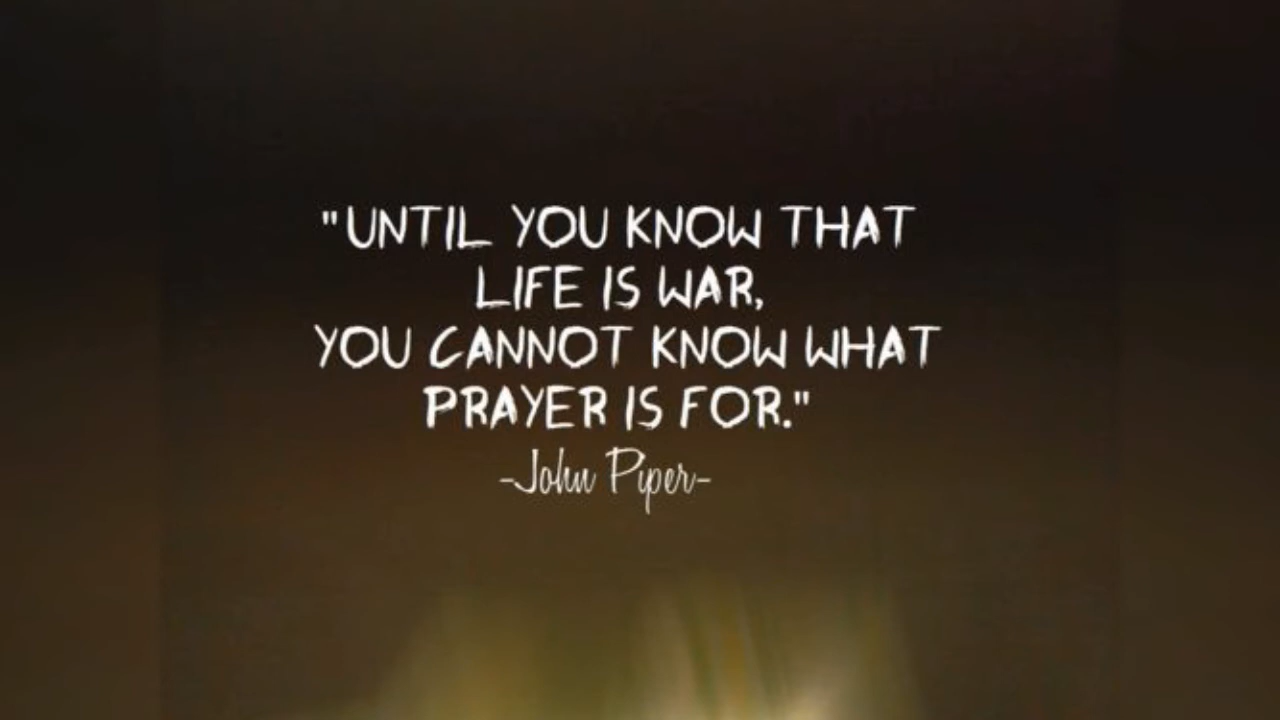 "UNTIL YOU KNOW THAT
LIFE IS WAR,
YOU CANNOT KNOW WHAT
PRAYER IS FOR."
-John Piper-